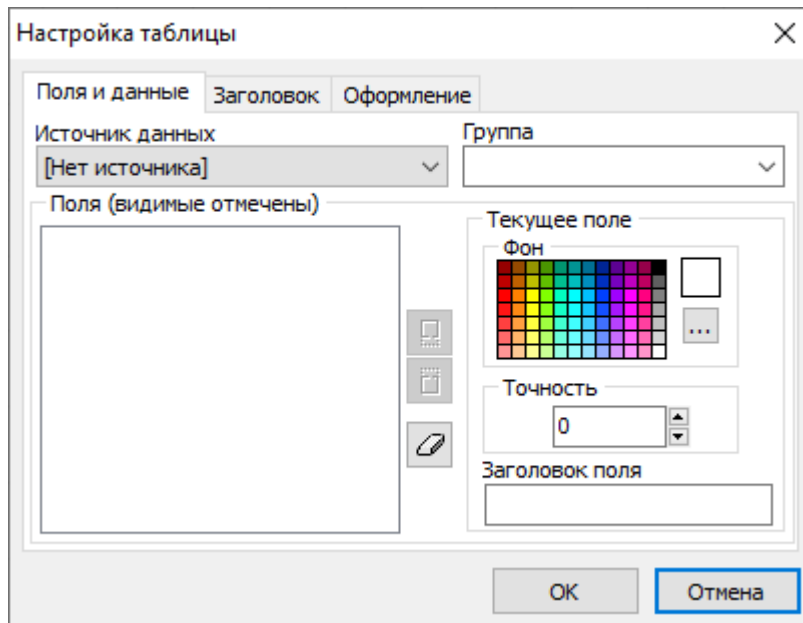 Настройка таблицы
Поля и данные Заголовок Оформление
Источник данных Группа
[Нет источника]
Поля (видимые отмечены)
Текущее поле
Фон
...
Точность
0
Заголовок поля
OK Отмена